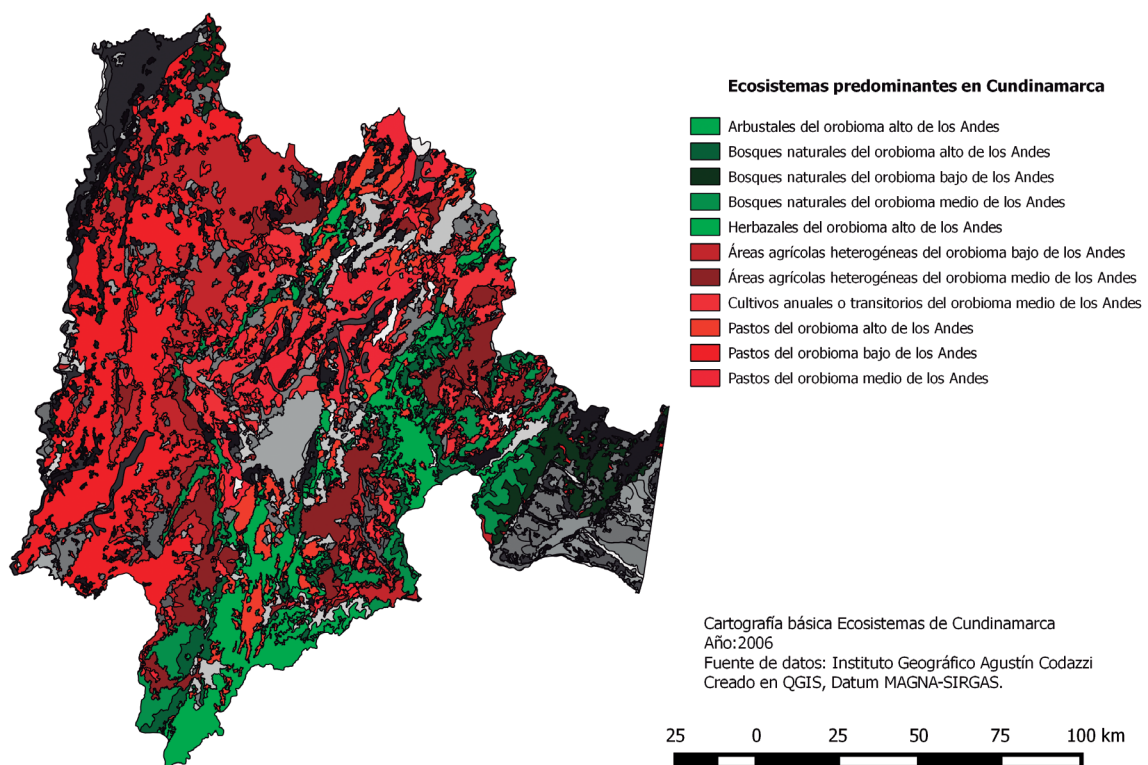 Ecosistemas predominantes en Cundinamarca
Arbustales del orobioma alto de los Andes
Bosques naturales del orobioma alto de los Andes
Bosques naturales del orobioma bajo de los Andes
Bosques naturales del orobioma medio de los Andes
Herbazales del orobioma alto de los Andes
Áreas agrícolas heterogéneas del orobioma bajo de los Andes
Áreas agrícolas heterogéneas del orobioma medio de los Andes
Cultivos anuales o transitorios del orobioma medio de los Andes
Pastos del orobioma alto de los Andes
Pastos del orobioma bajo de los Andes
Pastos del orobioma medio de los Andes
Cartografía básica Ecosistemas de Cundinamarca
Año:2006
Fuente de datos: Instituto Geográfico Agustín Codazzi
Creado en QGIS, Datum MAGNA-SIRGAS.
25 0 25 50 75 100 km